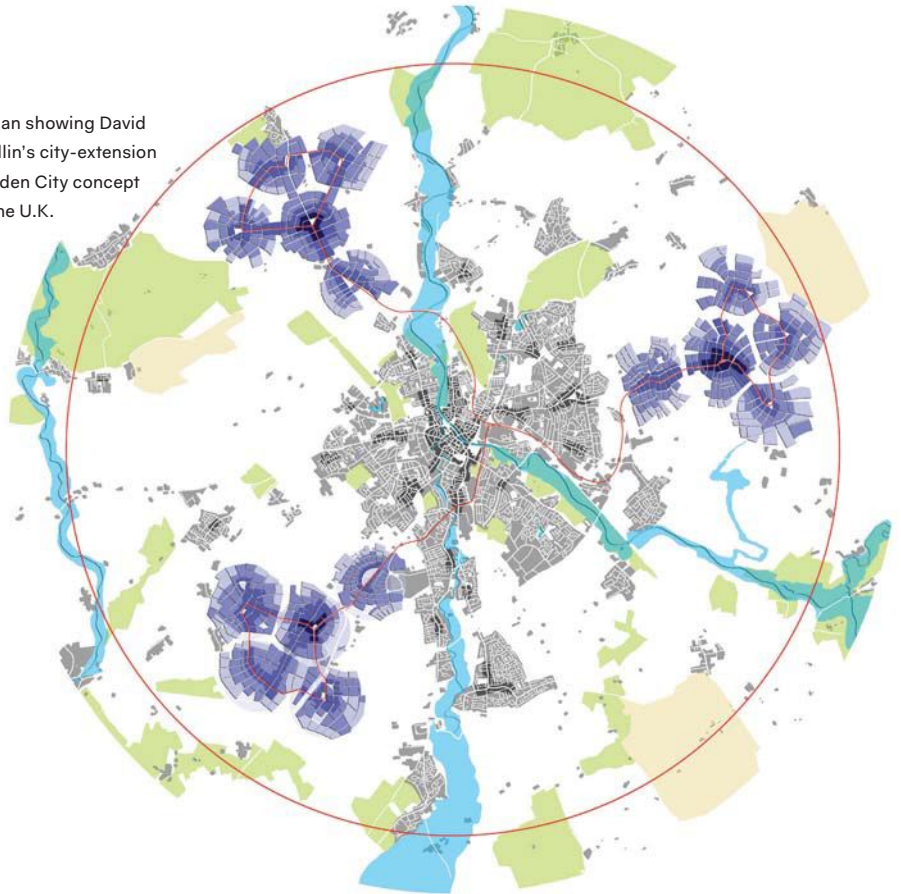 an showing David
llin's city-extension
den City concept
he U.K.